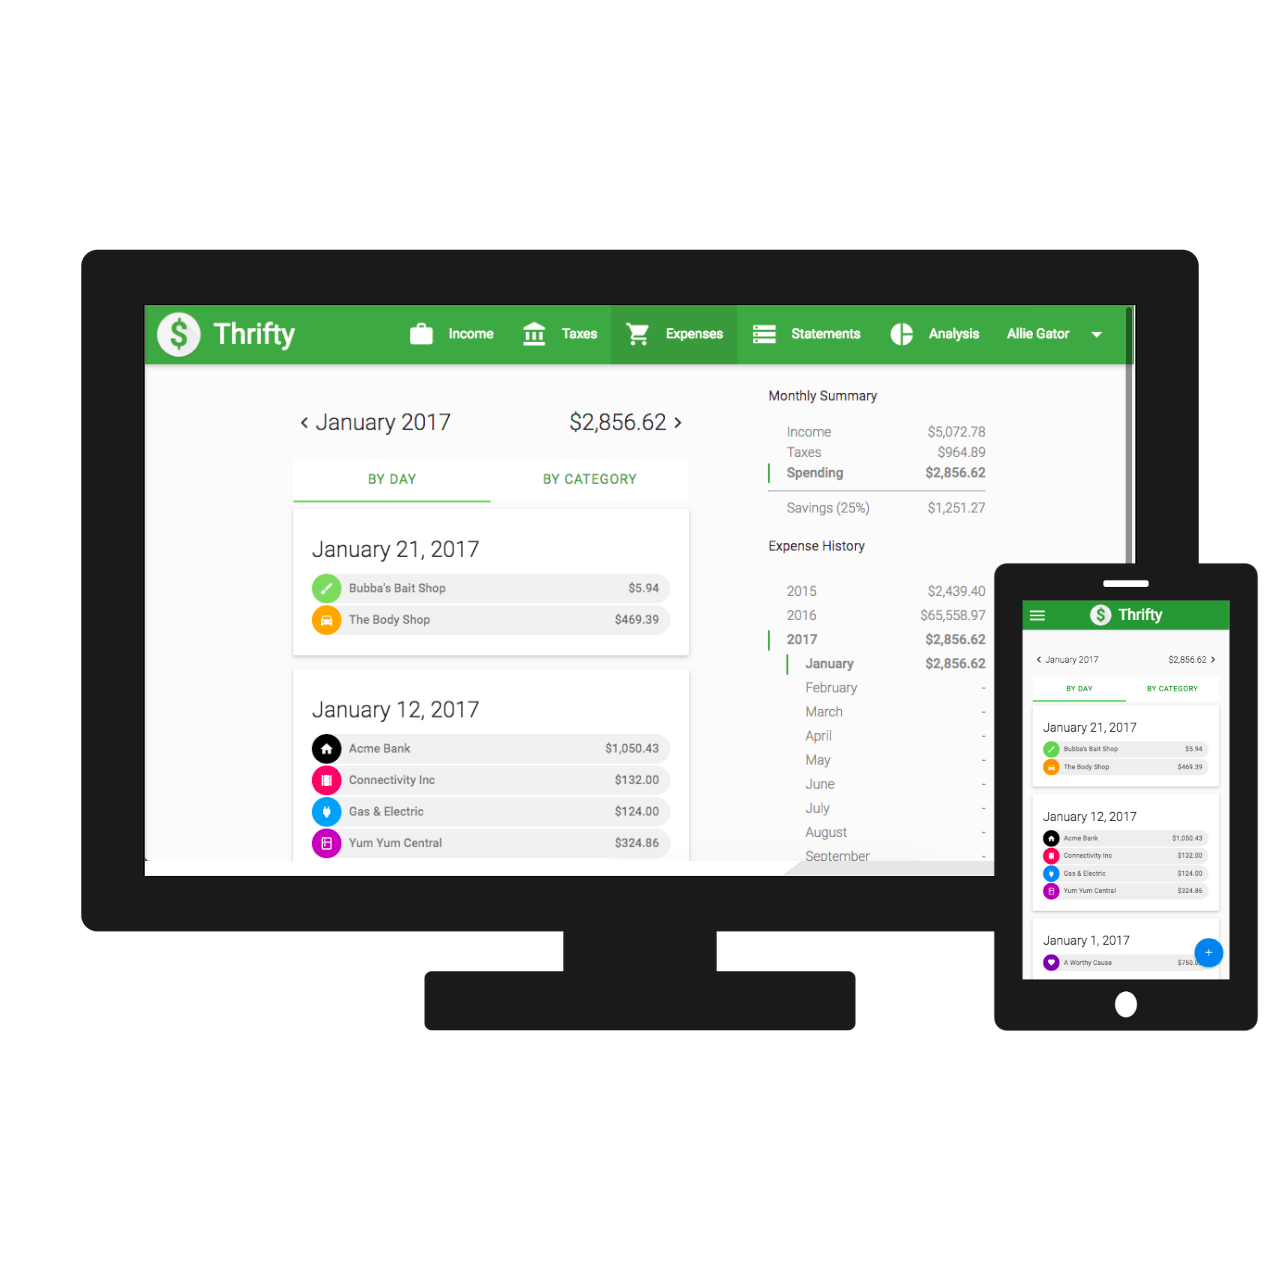 Thrifty
Income Taxes Expenses Statements Analysis Allie Gator
January 2017 $2,856.62
BY DAY BY CATEGORY
January 21, 2017
Bubba's Bait Shop $5.94
The Body Shop $469.39
January 12, 2017
Acme Bank $1,050.43
Connectivity Inc $132.00
Gas & Electric $124.00
Yum Yum Central $324.86
Monthly Summary
Income $5,072.78
Taxes $964.89
Spending $2,856.62
Savings (25%) $1,251.27
Expense History
2015 $2,439.40
2016 $65,558.97
2017 $2,856.62
January $2,856.62
February -
March -
April -
May -
June -
July -
August -
September -
Thrifty
January 2017 $2,856.62
BY DAY BY CATEGORY
January 21, 2017
Bubba's Bait Shop $5.94
The Body Shop $469.39
January 12, 2017
Acme Bank $1,050.43
Connectivity Inc $132.00
Gas & Electric $124.00
Yum Yum Central $324.86
January 1, 2017
A Worthy Cause